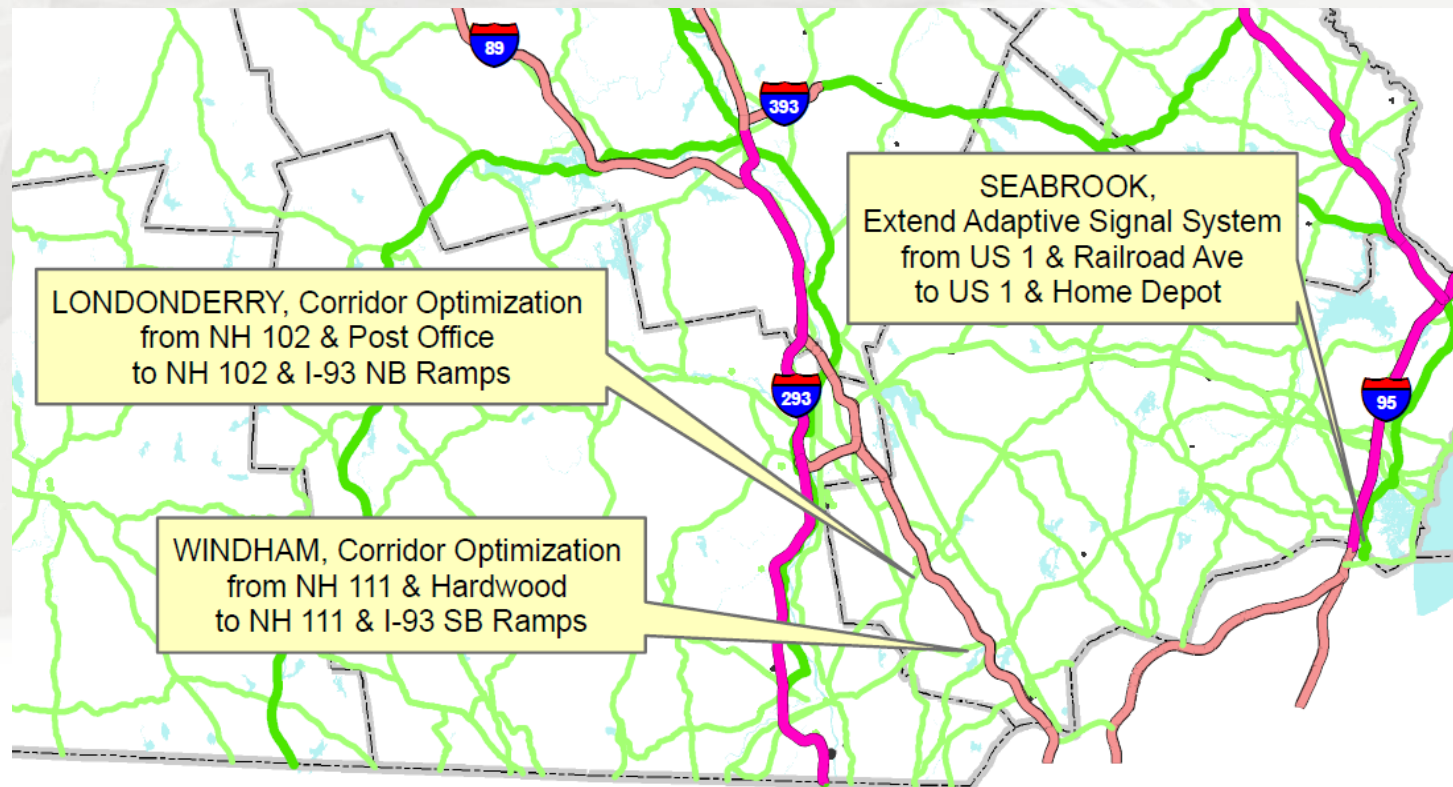 89
393
SEABROOK,
Extend Adaptive Signal System
from US 1 & Railroad Ave
to US 1 & Home Depot
LONDONDERRY, Corridor Optimization
from NH 102 & Post Office
to NH 102 & I-93 NB Ramps
293
95
WINDHAM, Corridor Optimization
from NH 111 & Hardwood
to NH 111 & I-93 SB Ramps